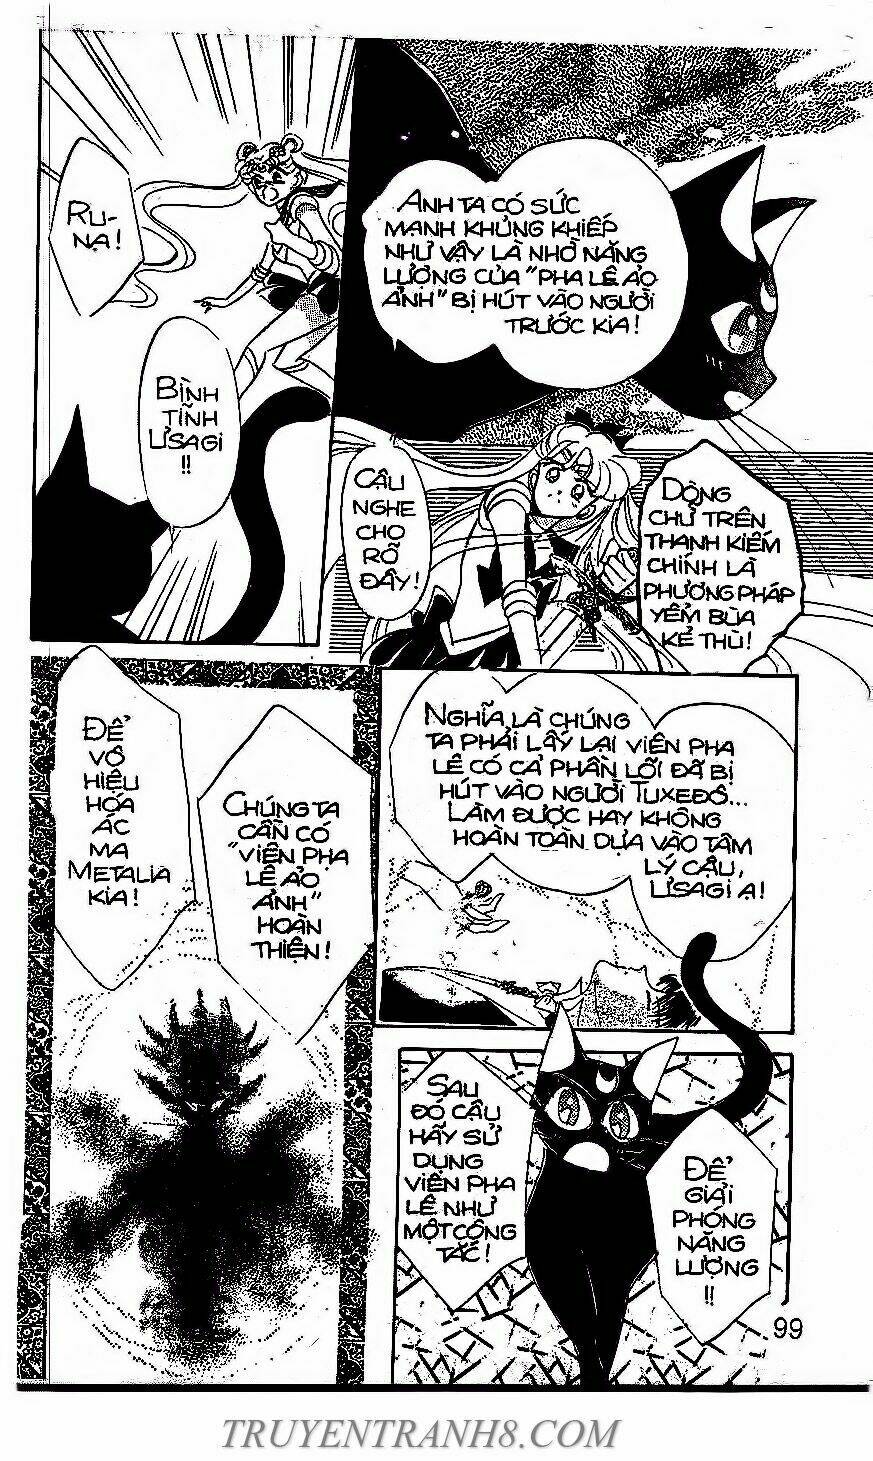 ANH TA CÓ SỨC
MẠNH KHỦNG KHIẾP
NHƯ VẬY LÀ NHỜ NĂNG
LƯỢNG CỦA "PHA LÊ ẢO
ẢNH" BỊ HÚT VÀO NGƯỜI
TRƯỚC KIA!
RU-
NA!
BÌNH
TĨNH
ƯSAGI
!!
CẬU
NGHE
CHO
RÕ
ĐÂY!
DÒNG
CHỮ TRÊN
THANH KIẾM
CHÍNH LÀ
PHƯƠNG PHÁP
YỂM BÙA
KẺ THÙ!
ĐỂ
VÔ
HIỆU
HÓA
ÁC
MA
METALIA
KIA!
CHÚNG TA
CẦN CÓ
"VIÊN PHA
LÊ ẢO
ẢNH"
HOÀN
THIỆN!
NGHĨA LÀ CHÚNG
TA PHẢI LẤY LẠI VIÊN PHA
LÊ CÓ CẢ PHẦN LÕI ĐÃ BỊ
HÚT VÀO NGƯỜI TUXEĐÔ...
LÀM ĐƯỢC HAY KHÔNG
HOÀN TOÀN DỰA VÀO TÂM
LÝ CẬU,
ƯSAGI Ạ!
SAU
ĐÓ CẬU
HÃY SỬ
DỤNG
VIÊN PHA
LÊ NHƯ
MỘT CÔNG
TẮC!
ĐỂ
GIẢI
PHÓNG
NĂNG
LƯỢNG
!!
99
TRUYENTRANH8.COM